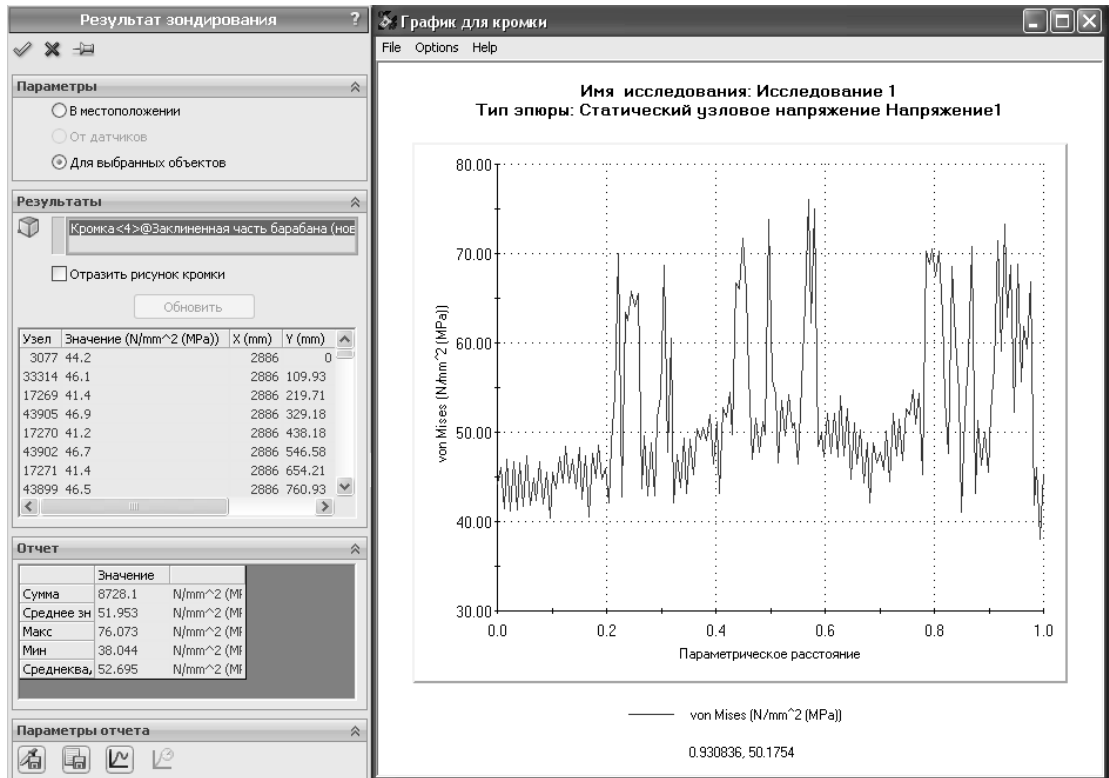 Результат зондирования ?
Параметры
В местоположении
От датчиков
Для выбранных объектов
Результаты
Кромка<4>@Заклиненная часть барабана (нов
Отразить рисунок кромки
Обновить
Узел Значение (N/mm^2 (MPa)) X (mm) Y (mm)
3077 44.2 2886 0
33314 46.1 2886 109.93
17269 41.4 2886 219.71
43905 46.9 2886 329.18
17270 41.2 2886 438.18
43902 46.7 2886 546.58
17271 41.4 2886 654.21
43899 46.5 2886 760.93
Отчет
Значение
Сумма 8728.1 N/mm^2 (MF
Среднее зн 51.953 N/mm^2 (MF
Макс 76.073 N/mm^2 (MF
Мин 38.044 N/mm^2 (MF
Среднеква, 52.695 N/mm^2 (MF
Параметры отчета
График для кромки
File Options Help
Имя исследования: Исследование 1
Тип эпюры: Статический узловое напряжение Напряжение1
von Mises (N/mm^2 (MPa))
80.00
70.00
60.00
50.00
40.00
30.00
0.0 0.2 0.4 0.6 0.8 1.0
Параметрическое расстояние
von Mises (N/mm^2 (MPa))
0.930836, 50.1754